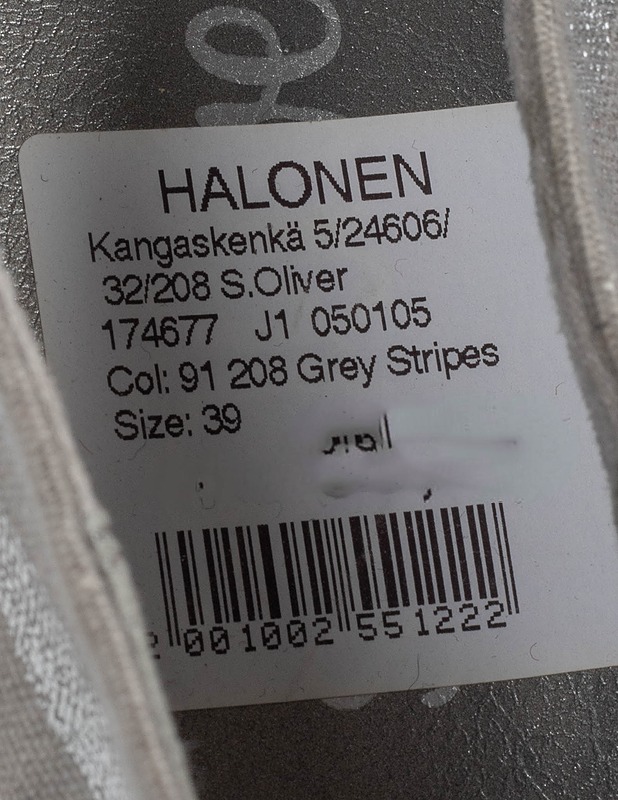 HALONEN
Kangaskenkä 5/24606/
32/208 S.Oliver
174677 J1 050105
Col: 91 208 Grey Stripes
Size: 39
2 001002 551222